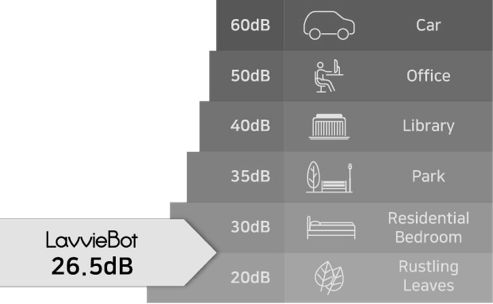 60dB Car
50dB Office
40dB Library
35dB Park
30dB Residential
Bedroom
LavvieBot
26.5dB
20dB Rustling
Leaves